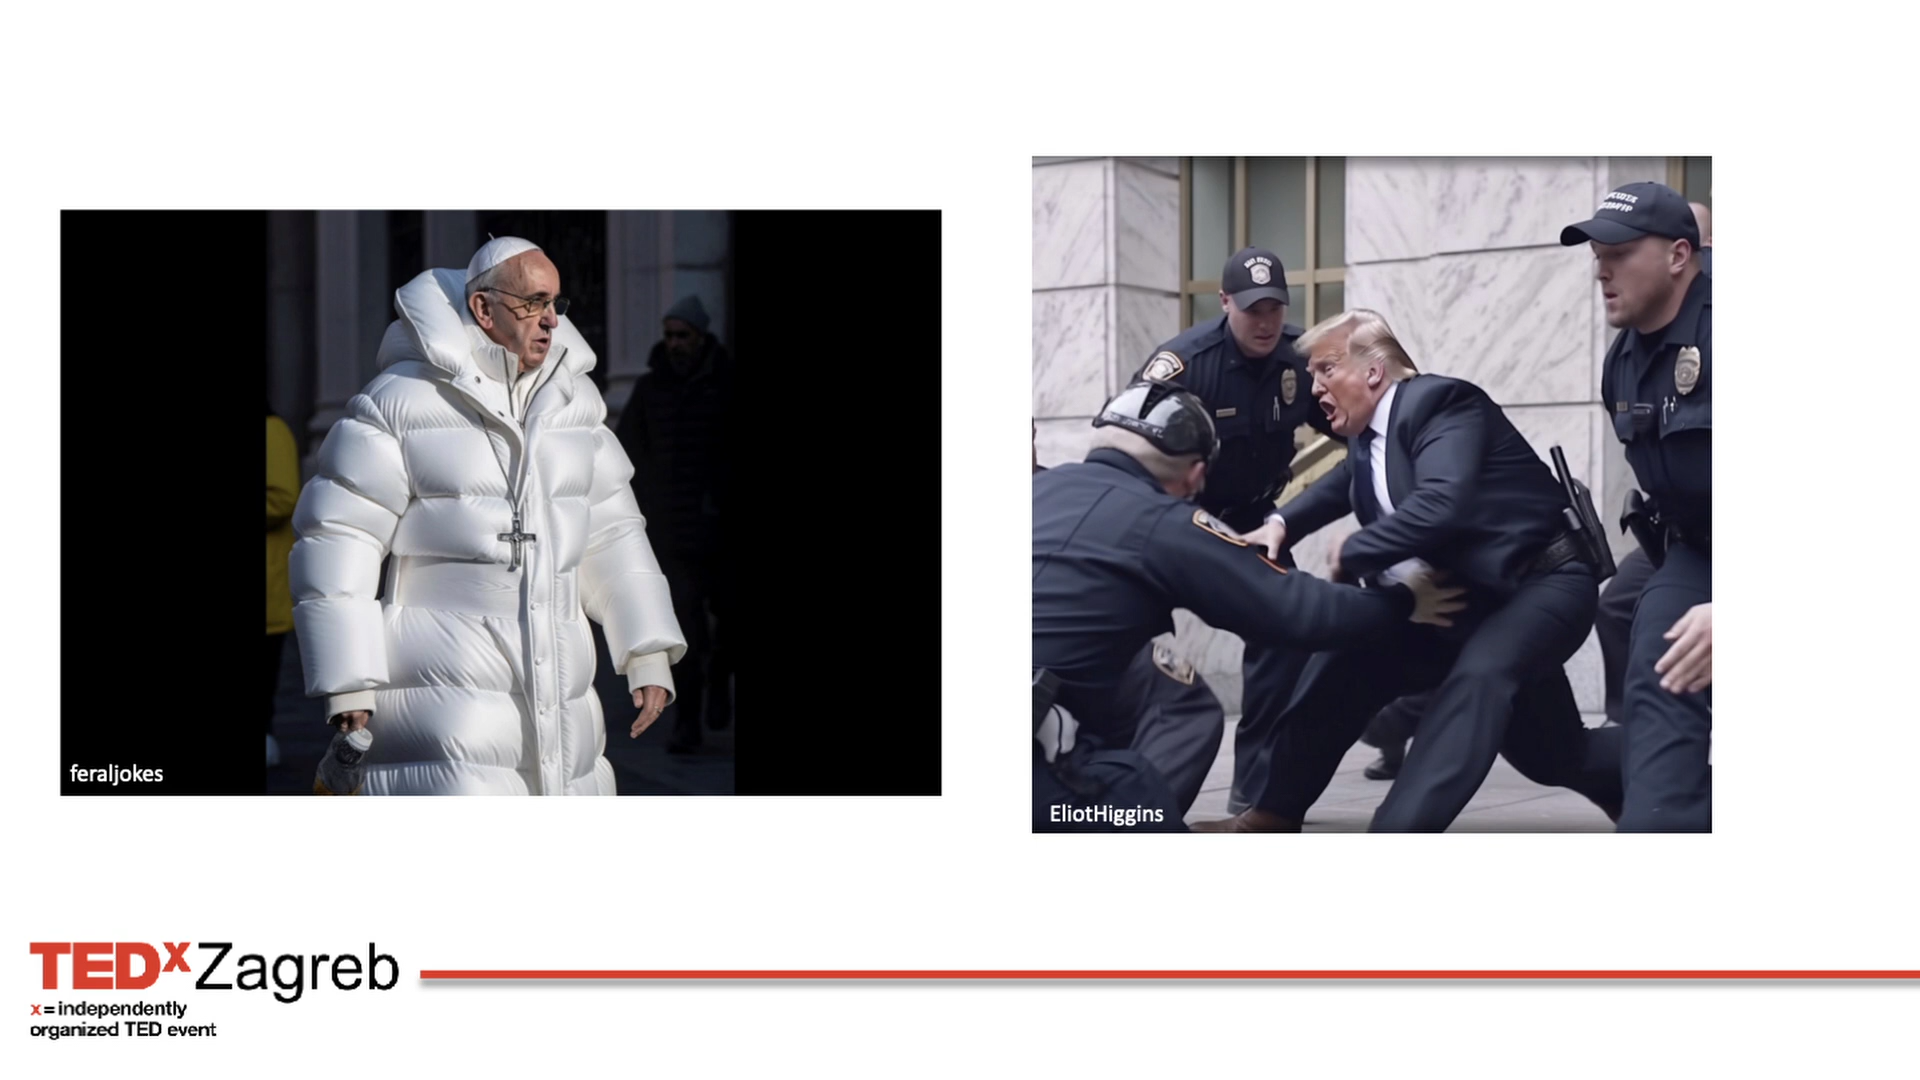 feraljokes
EliotHiggins
TEDxZagreb
x=independently
organized TED event